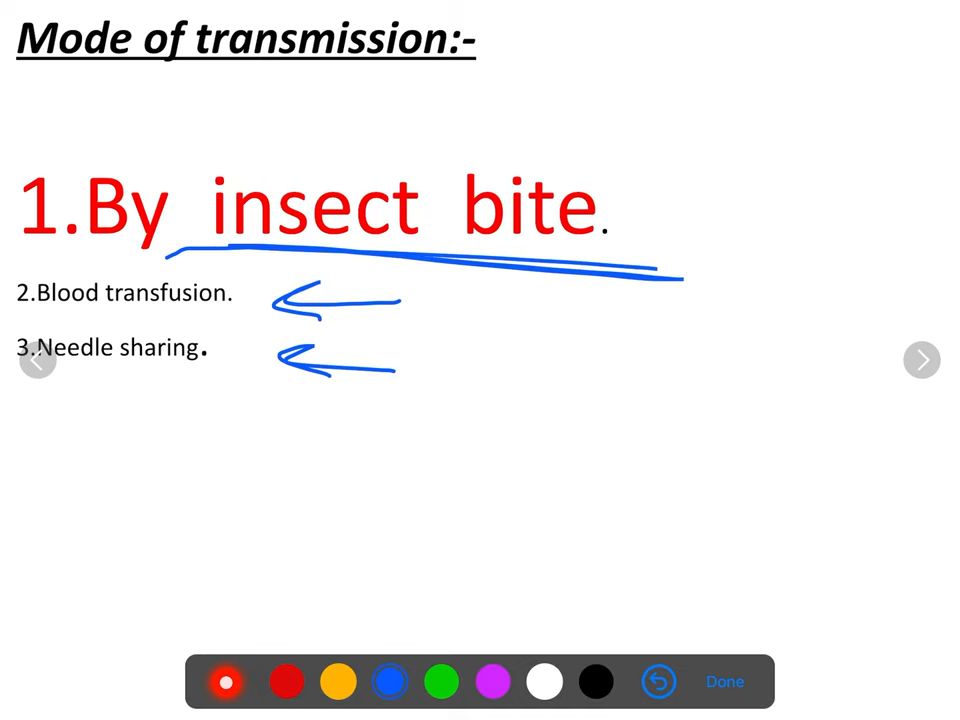 Mode of transmission:-
1.By insect bite.
2.Blood transfusion.
3.Needle sharing.
Done